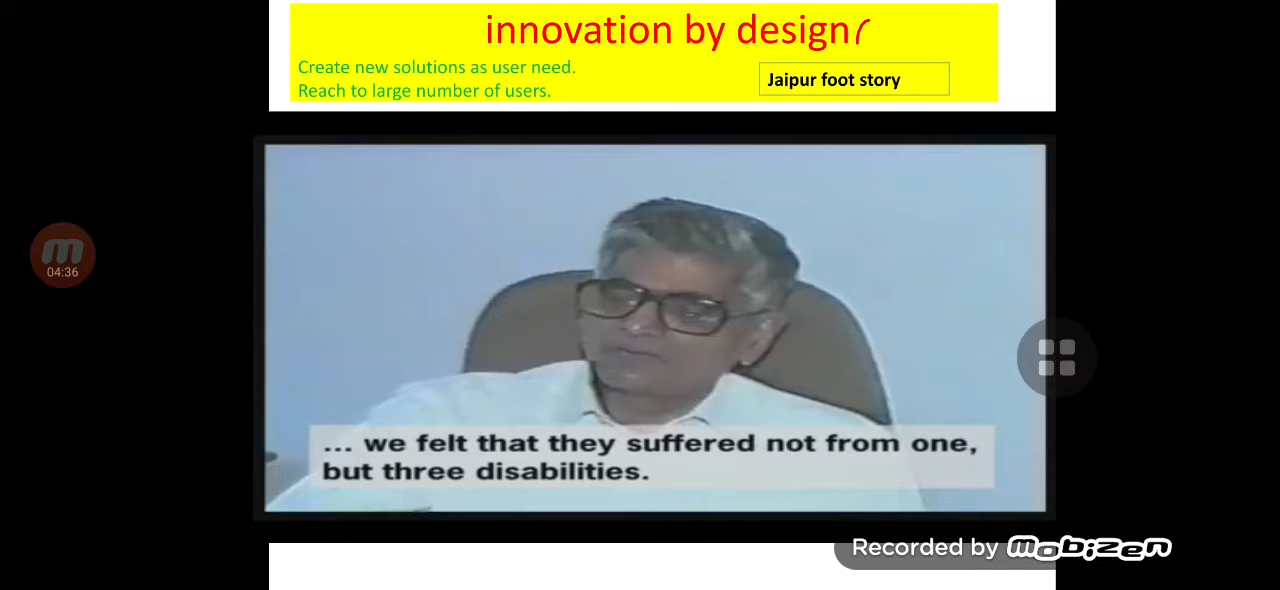 innovation by design
Create new solutions as user need.
Reach to large number of users.
Jaipur foot story
04:36
... we felt that they suffered not from one,
but three disabilities.
Recorded by mobizen